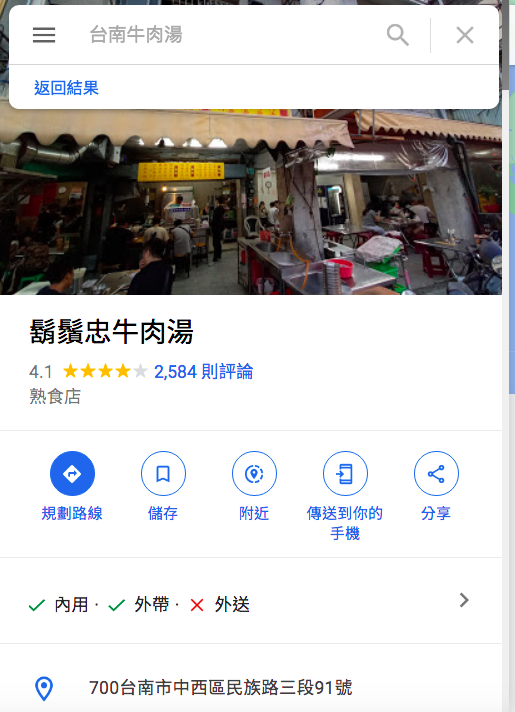 台南牛肉湯
返回結果
鬍鬚忠牛肉湯
4.1 2,584 則評論
熟食店
規劃路線
儲存
附近
傳送到你的
手機
分享
內用 · 外帶 · 外送
700台南市中西區民族路三段91號